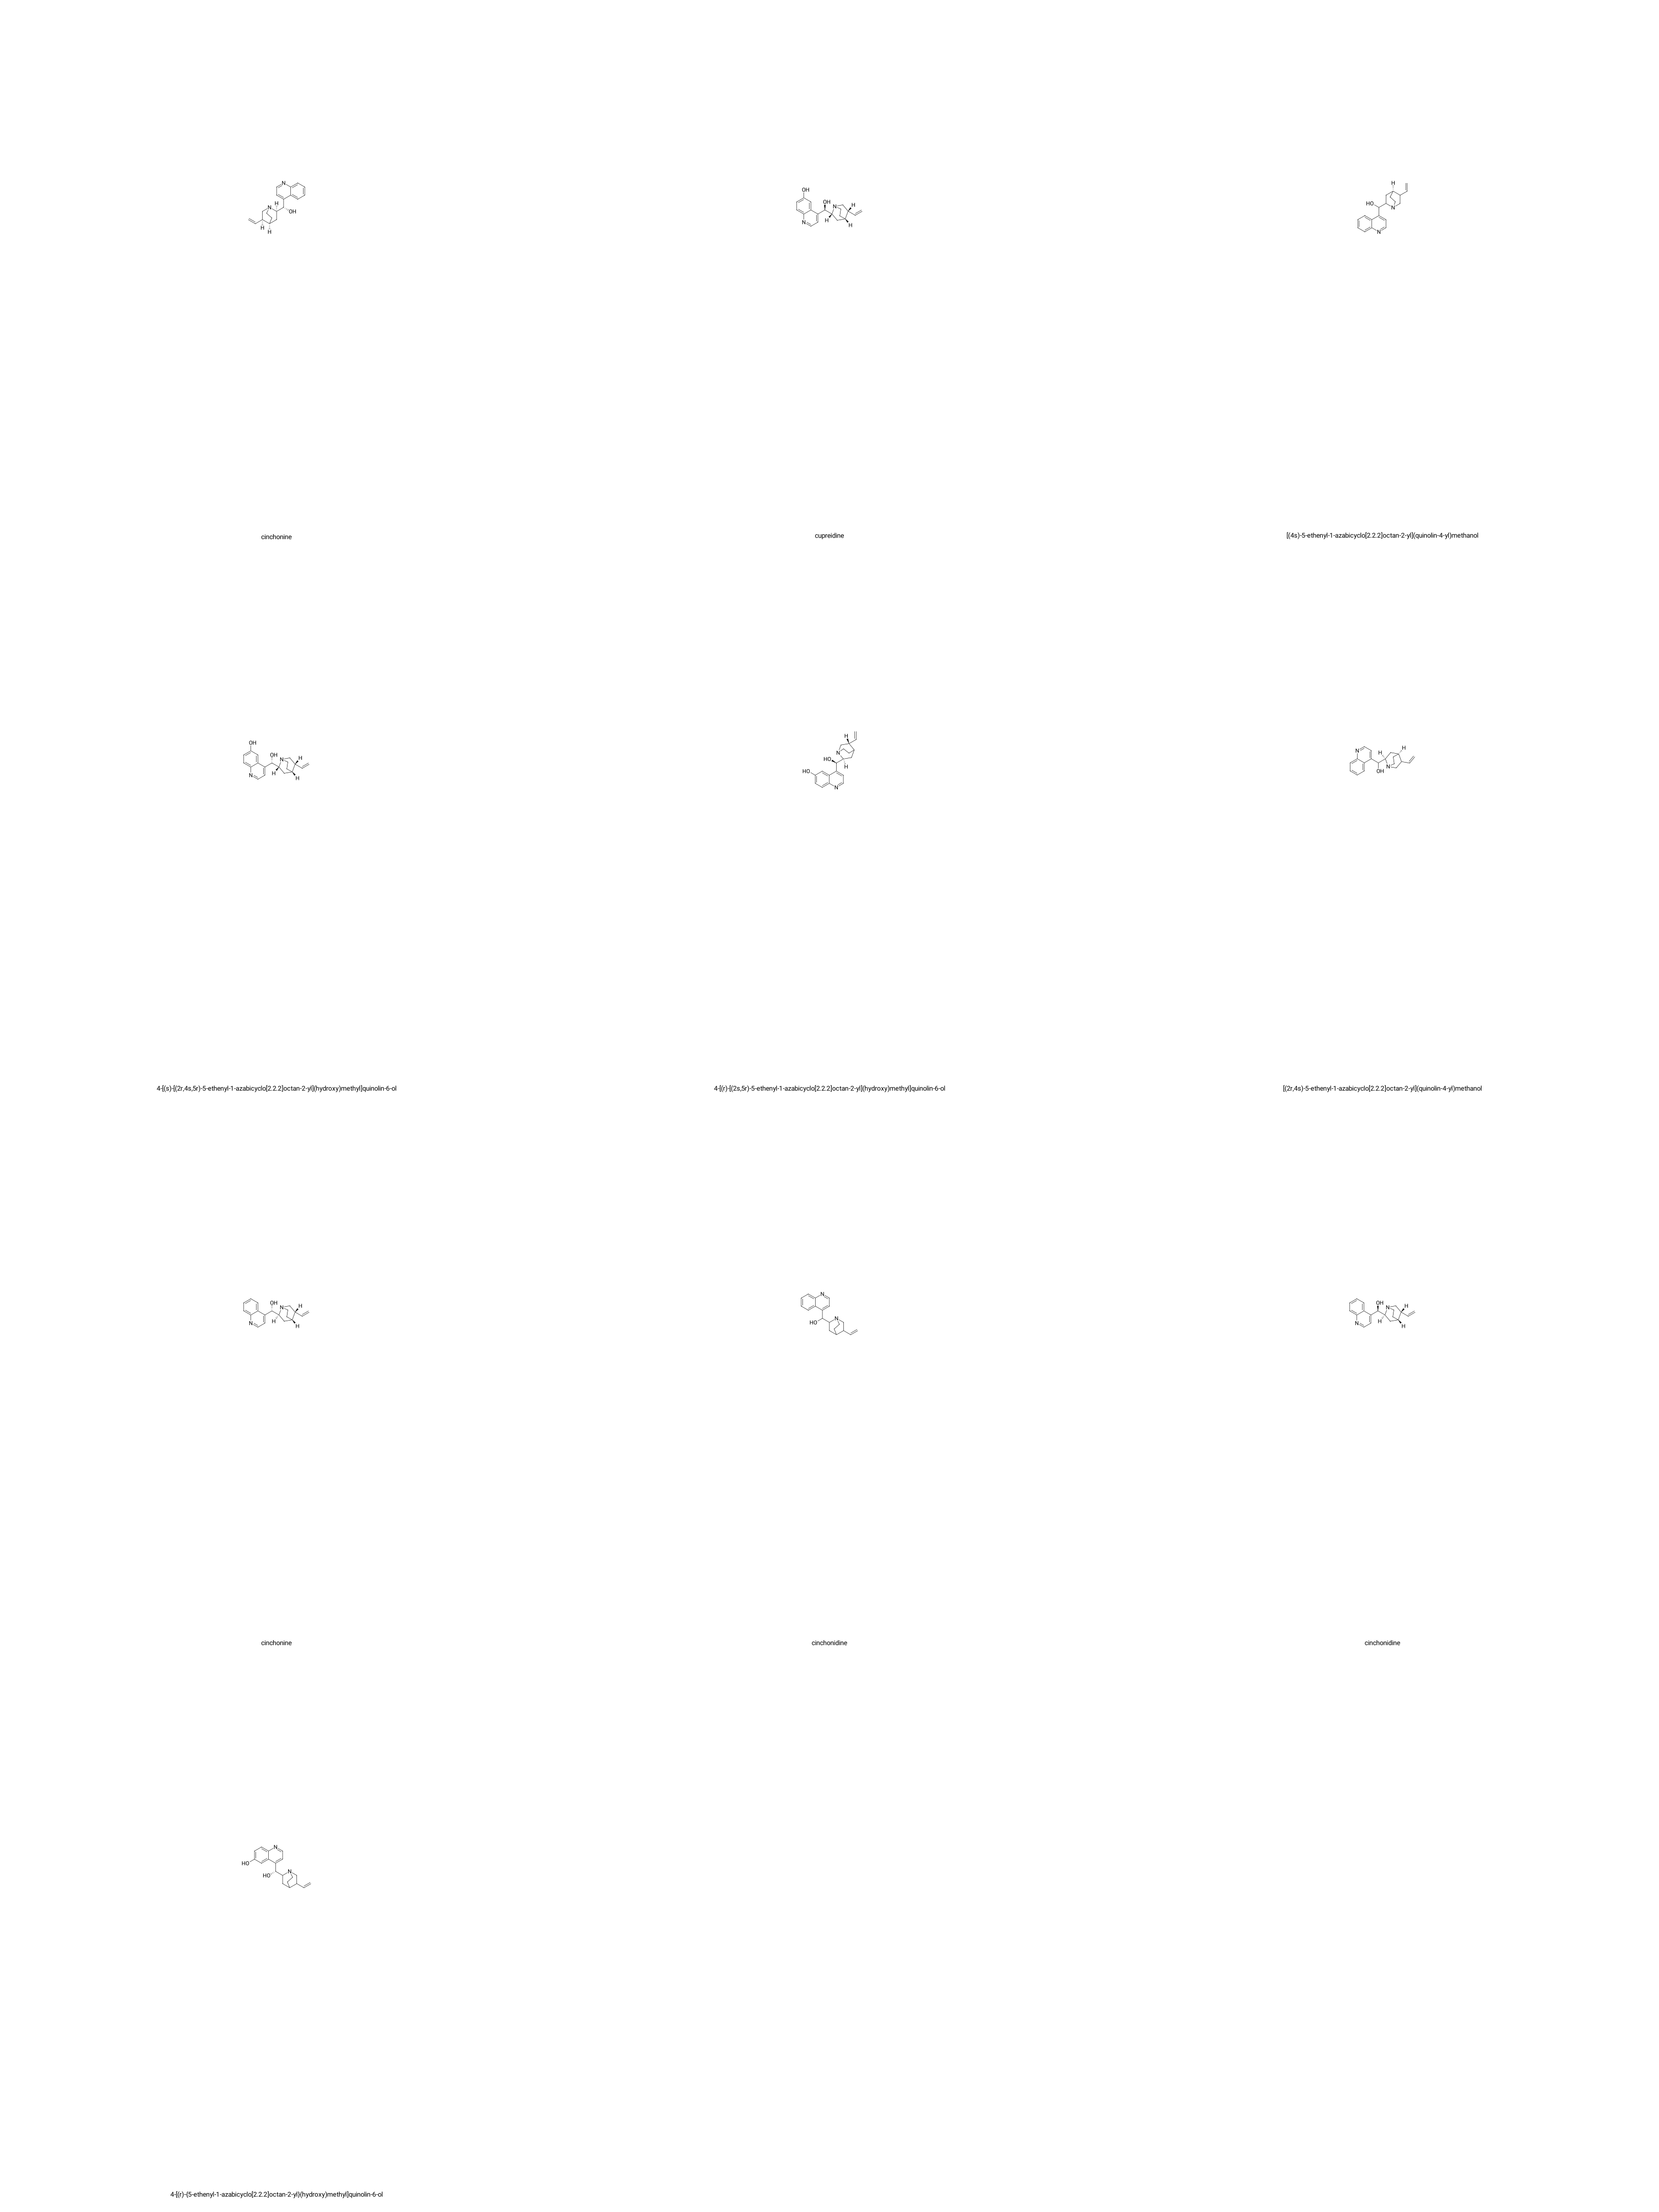 N
H
N
OH
H
H
cinchonine
OH
OH
N
H
N
H
H
cupreidine
H
HO
N
N
[(4s)-5-ethenyl-1-azabicyclo[2.2.2]octan-2-yl](quinolin-4-yl)methanol
OH
OH
N
H
N
H
H
4-[(s)-[(2r,4s,5r)-5-ethenyl-1-azabicyclo[2.2.2]octan-2-yl](hydroxy)methyl]quinolin-6-ol
H
N
HO
H
HO
N
4-[(r)-[(2s,5r)-5-ethenyl-1-azabicyclo[2.2.2]octan-2-yl](hydroxy)methyl]quinolin-6-ol
N
H
H
OH
N
[(2r,4s)-5-ethenyl-1-azabicyclo[2.2.2]octan-2-yl](quinolin-4-yl)methanol
OH
N
H
N
H
H
cinchonine
N
HO
N
cinchonidine
OH
N
H
N
H
H
cinchonidine
N
HO
HO
N
4-[(r)-(5-ethenyl-1-azabicyclo[2.2.2]octan-2-yl)(hydroxy)methyl]quinolin-6-ol